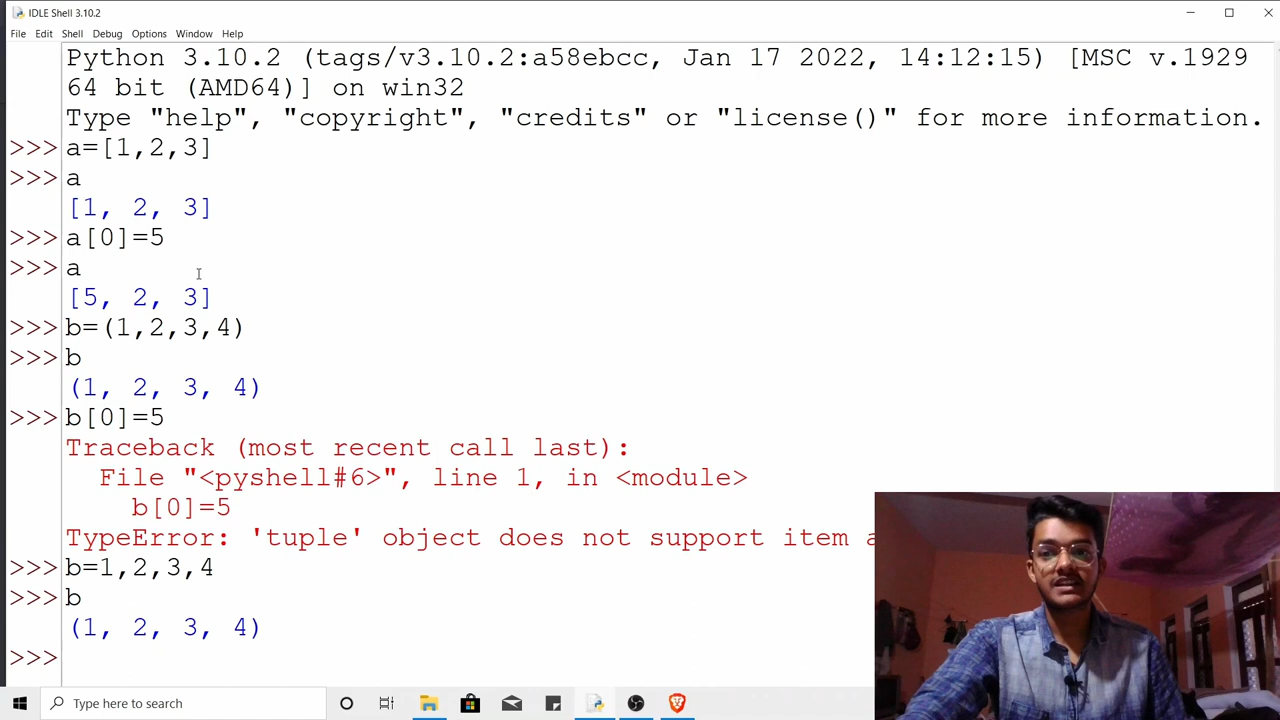 IDLE Shell 3.10.2
File Edit Shell Debug Options Window Help
Python 3.10.2 (tags/v3.10.2:a58ebcc, Jan 17 2022, 14:12:15) [MSC v.1929
64 bit (AMD64)] on win32
Type "help", "copyright", "credits" or "license()" for more information.
>>> a=[1,2,3]
>>> a
[1, 2, 3]
>>> a[0]=5
>>> a
[5, 2, 3]
>>> b=(1,2,3,4)
>>> b
(1, 2, 3, 4)
>>> b[0]=5
Traceback (most recent call last):
File "<pyshell#6>", line 1, in <module>
b[0]=5
TypeError: 'tuple' object does not support item a
>>> b=1,2,3,4
>>> b
(1, 2, 3, 4)
>>>
Type here to search